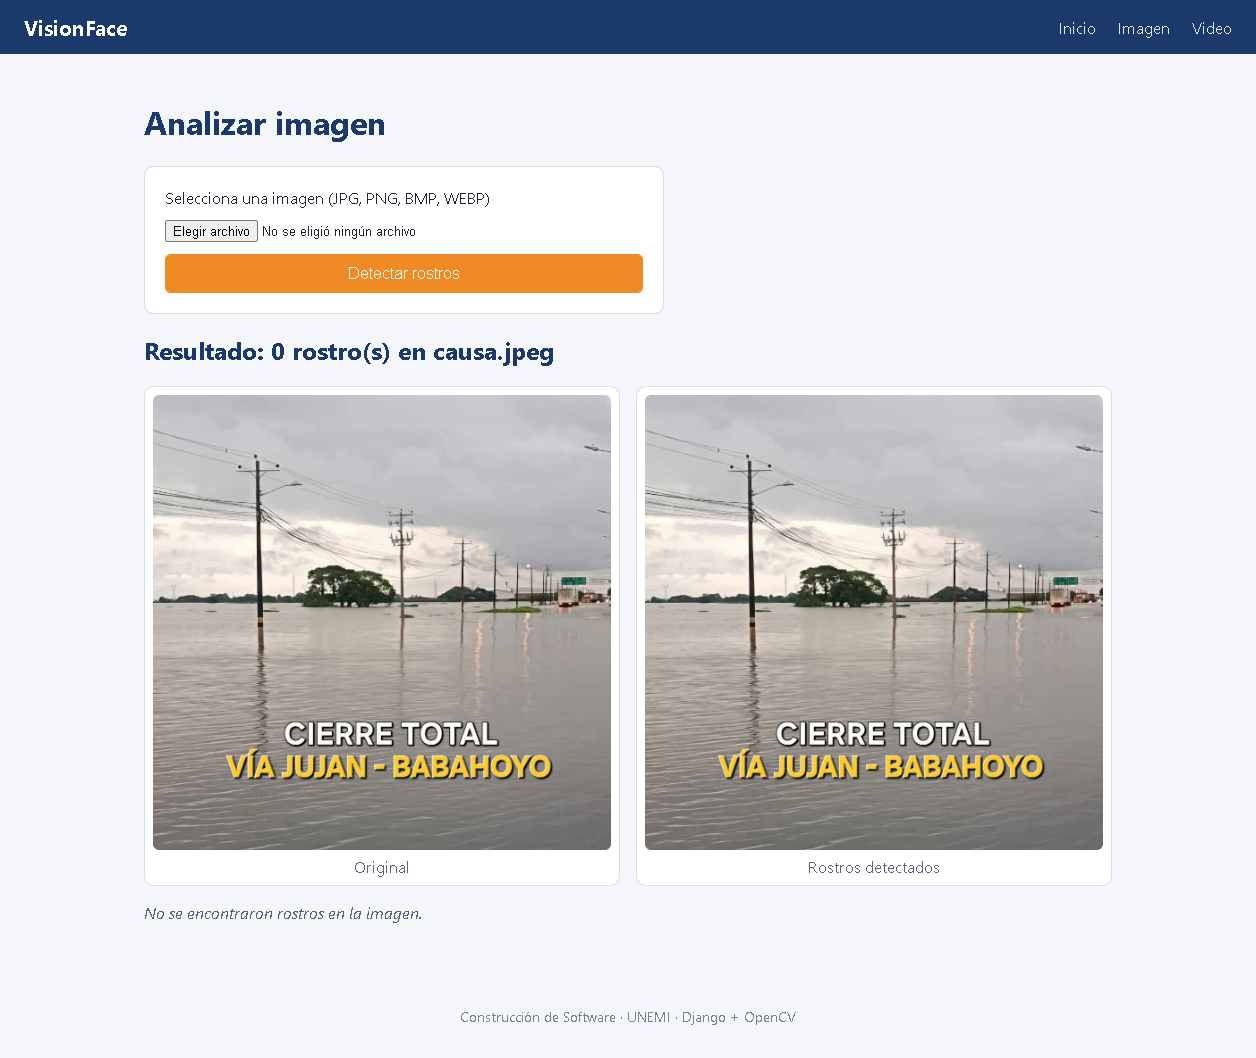 VisionFace
Inicio Imagen Video
Analizar imagen
Selecciona una imagen (JPG, PNG, BMP, WEBP)
Elegir archivo No se eligió ningún archivo
Detectar rostros
Resultado: 0 rostro(s) en causa.jpeg
CIERRE TOTAL
VÍA JUJAN - BABAHOYO
Original
CIERRE TOTAL
VÍA JUJAN - BABAHOYO
Rostros detectados
No se encontraron rostros en la imagen.
Construcción de Software · UNEMI · Django + OpenCV